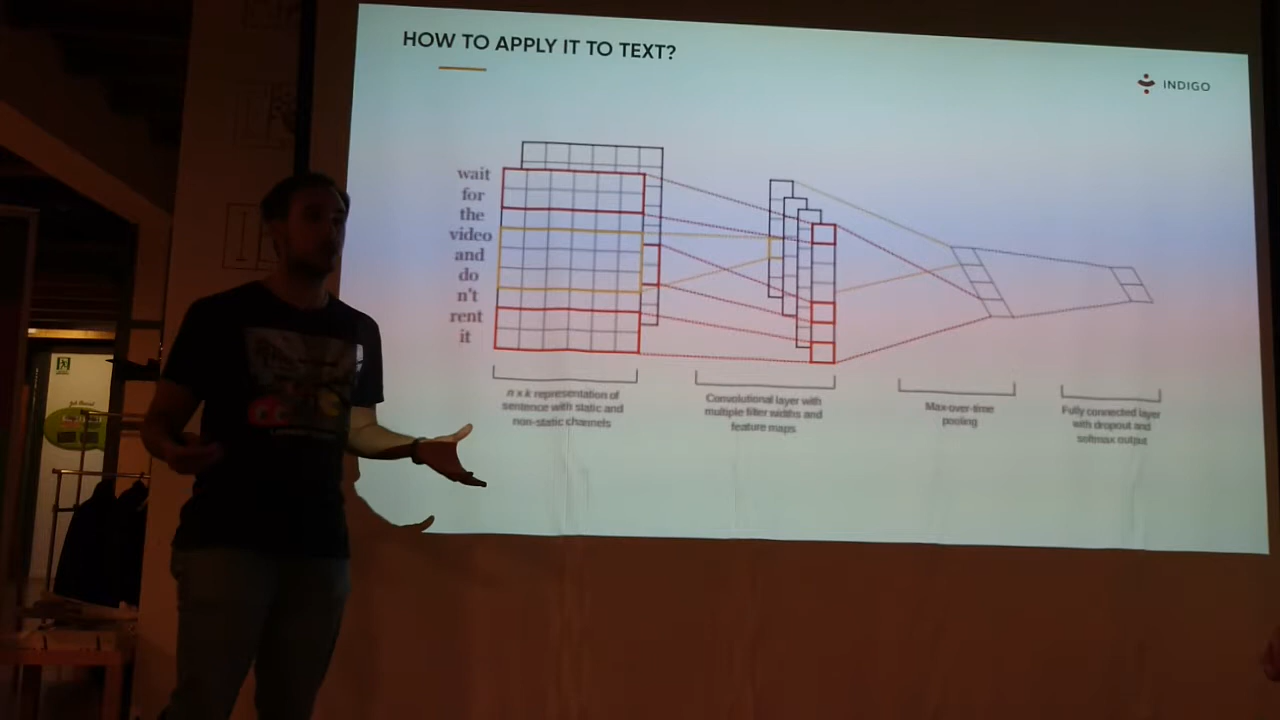 HOW TO APPLY IT TO TEXT?
INDIGO
wait
for
the
video
and
do
n't
rent
it
n x k representation of
sentence with static and
non-static channels
Convolutional layer with
multiple filter widths and
feature maps
Max-over-time
pooling
Fully connected layer
with dropout and
softmax output